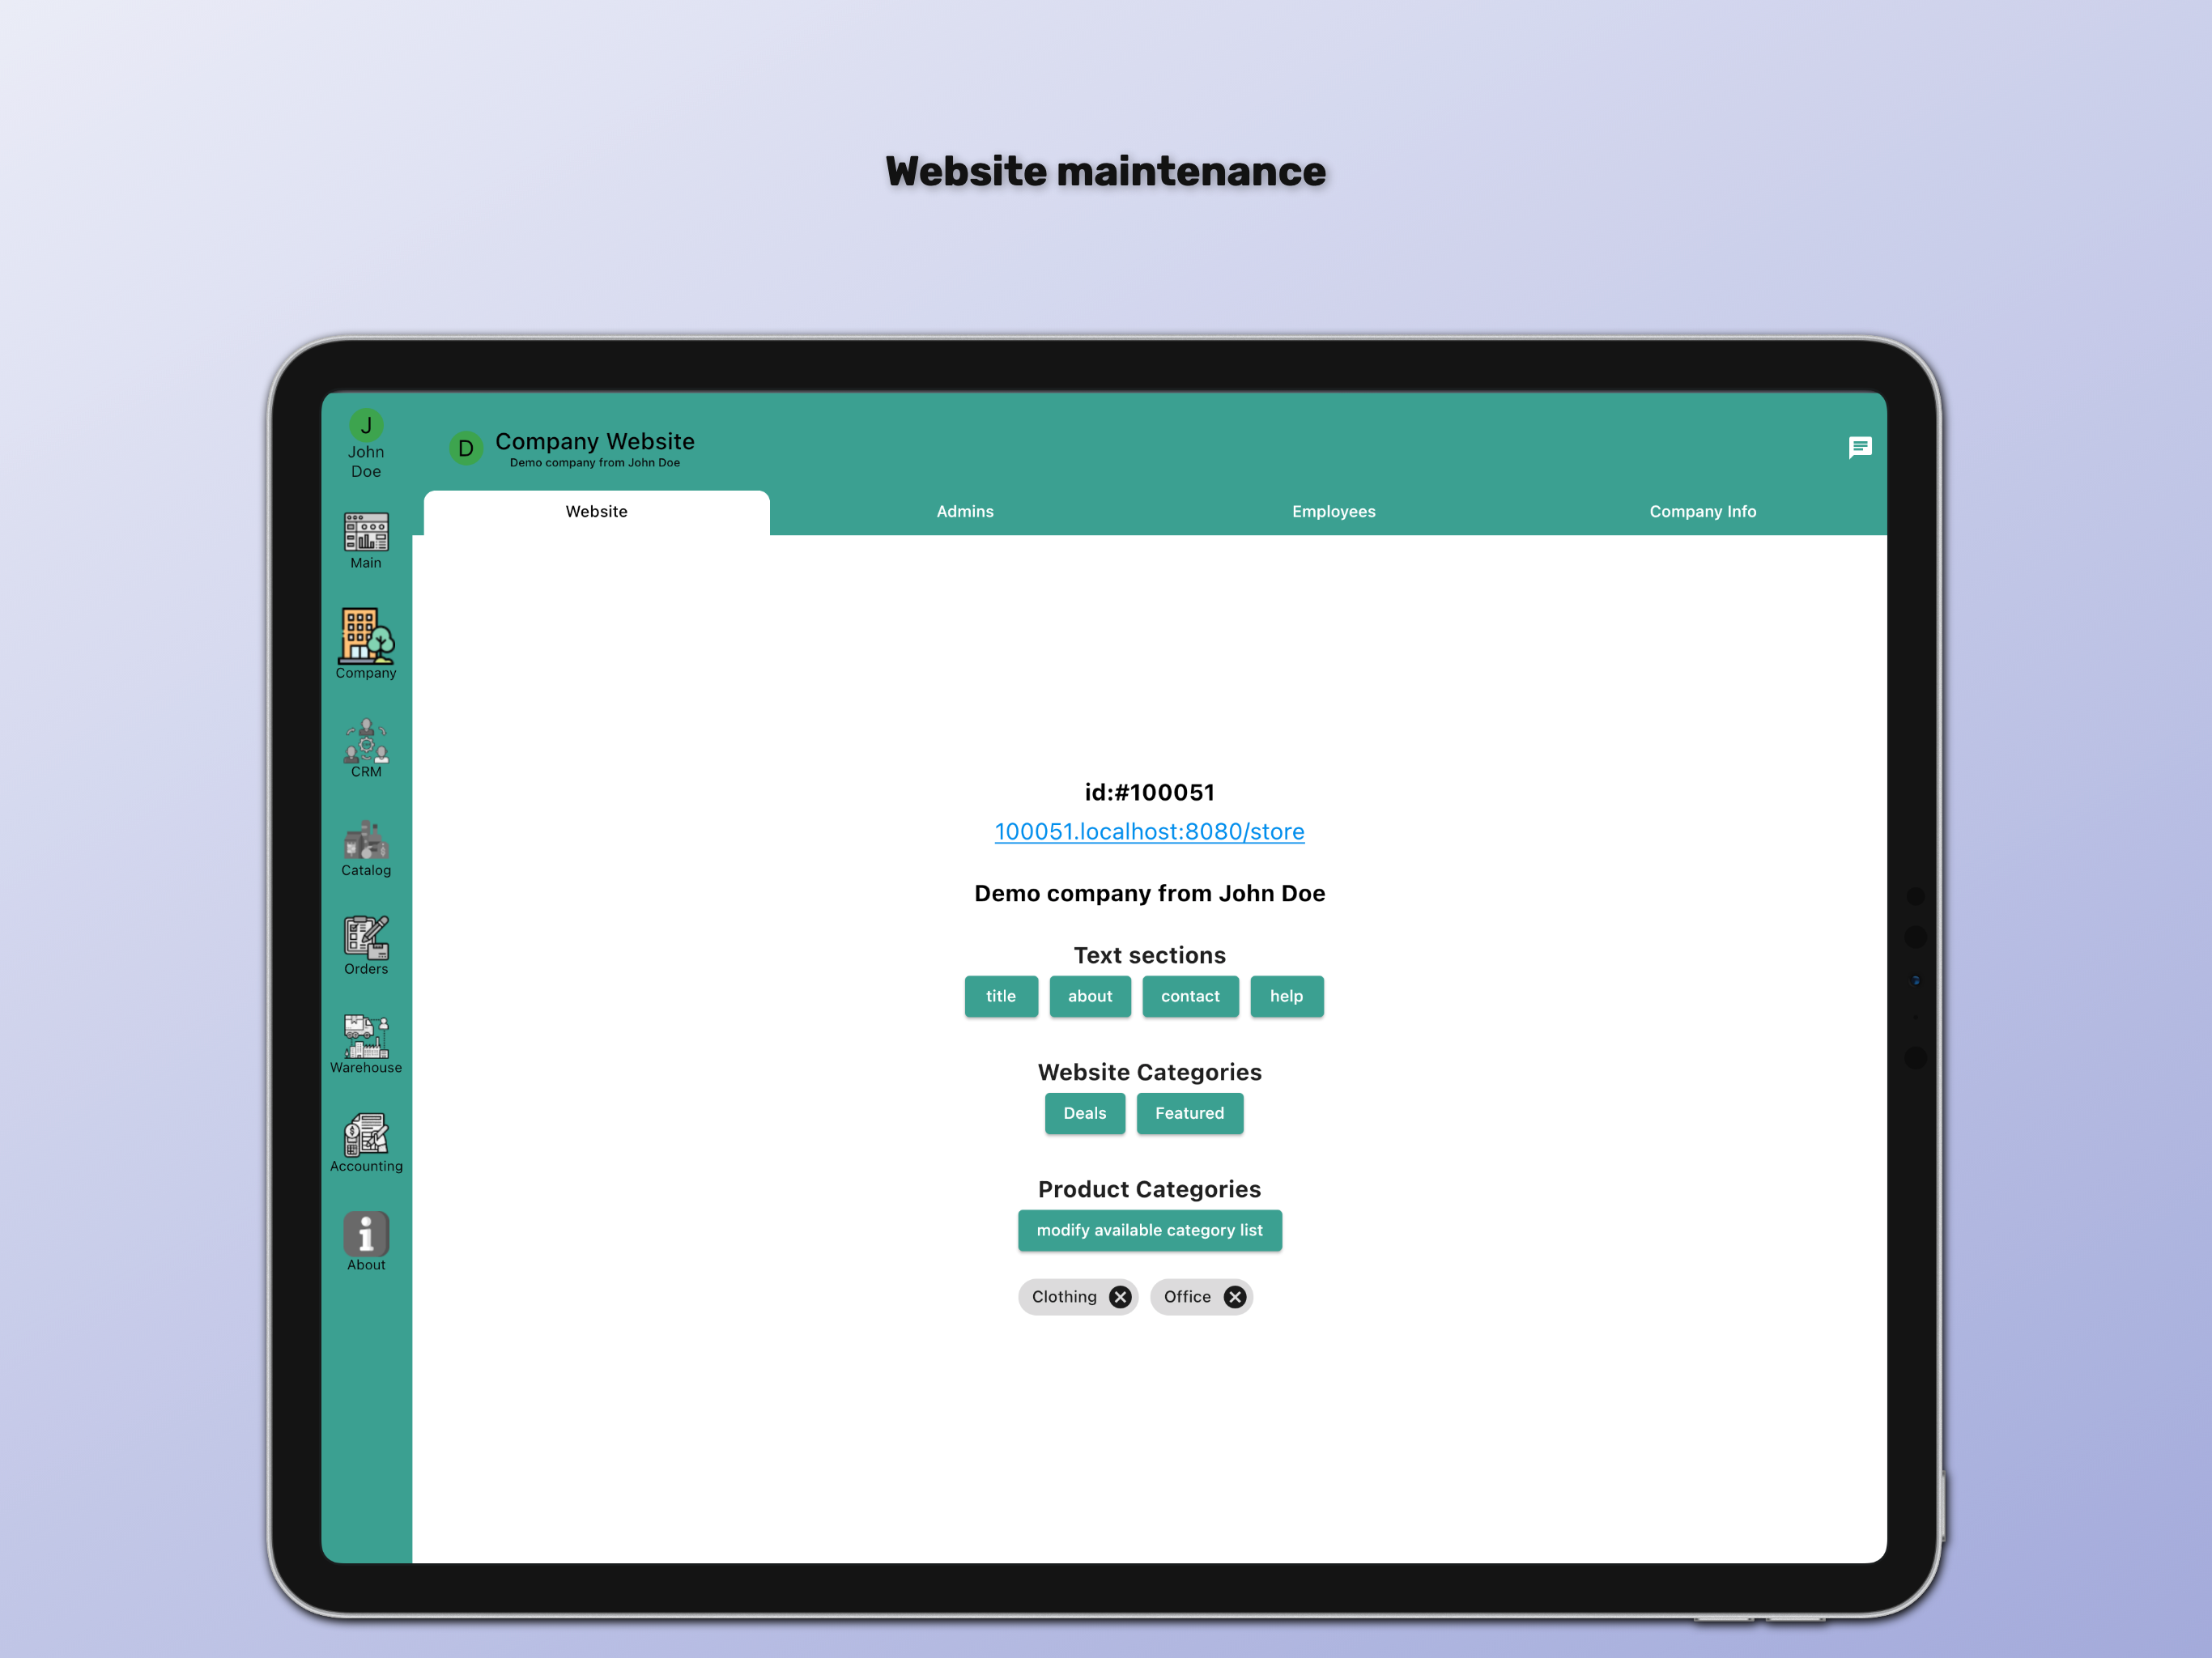 Website maintenance
J
John
Doe
D
Company Website
Demo company from John Doe
Website
Admins
Employees
Company Info
Main
Company
CRM
Catalog
Orders
Warehouse
Accounting
About
id:#100051
100051.localhost:8080/store
Demo company from John Doe
Text sections
title
about
contact
help
Website Categories
Deals
Featured
Product Categories
modify available category list
Clothing
Office